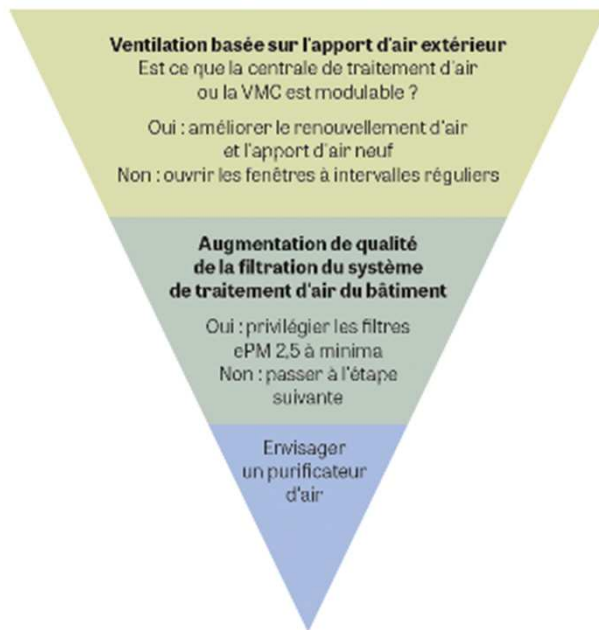 Ventilation basée sur l'apport d'air extérieur
Est ce que la centrale de traitement d'air
ou la VMC est modulable ?
Oui : améliorer le renouvellement d'air
et l'apport d'air neuf
Non : ouvrir les fenêtres à intervalles réguliers
Augmentation de qualité
de la filtration du système
de traitement d'air du bâtiment
Oui : privilégier les filtres
ePM 2,5 à minima
Non : passer à l'étape
suivante
Envisager
un purificateur
d'air